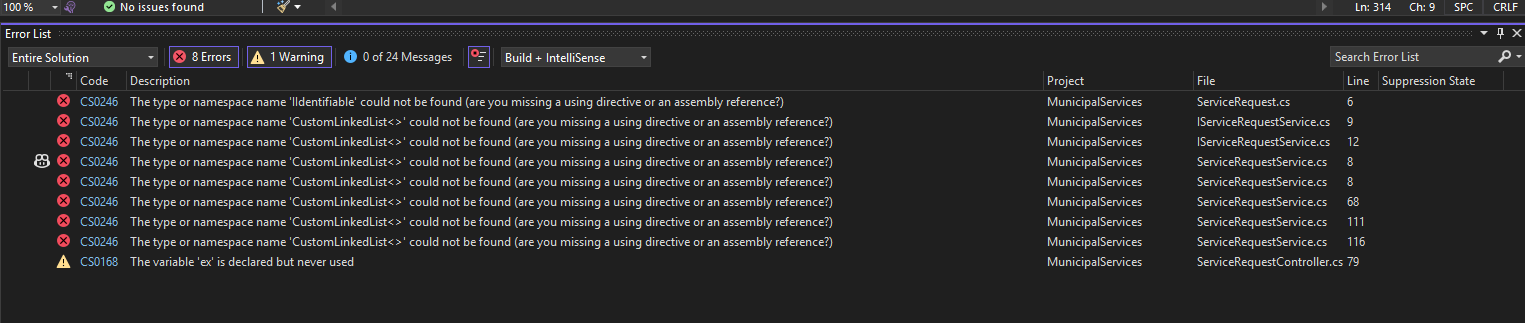 100 % No issues found Ln: 314 Ch: 9 SPC CRLF
Error List
Entire Solution 8 Errors 1 Warning 0 of 24 Messages Build + IntelliSense Search Error List
Code Description Project File Line Suppression State
CS0246 The type or namespace name 'IIdentifiable' could not be found (are you missing a using directive or an assembly reference?) MunicipalServices ServiceRequest.cs 6
CS0246 The type or namespace name 'CustomLinkedList<>' could not be found (are you missing a using directive or an assembly reference?) MunicipalServices IServiceRequestService.cs 9
CS0246 The type or namespace name 'CustomLinkedList<>' could not be found (are you missing a using directive or an assembly reference?) MunicipalServices IServiceRequestService.cs 12
CS0246 The type or namespace name 'CustomLinkedList<>' could not be found (are you missing a using directive or an assembly reference?) MunicipalServices ServiceRequestService.cs 8
CS0246 The type or namespace name 'CustomLinkedList<>' could not be found (are you missing a using directive or an assembly reference?) MunicipalServices ServiceRequestService.cs 8
CS0246 The type or namespace name 'CustomLinkedList<>' could not be found (are you missing a using directive or an assembly reference?) MunicipalServices ServiceRequestService.cs 68
CS0246 The type or namespace name 'CustomLinkedList<>' could not be found (are you missing a using directive or an assembly reference?) MunicipalServices ServiceRequestService.cs 111
CS0246 The type or namespace name 'CustomLinkedList<>' could not be found (are you missing a using directive or an assembly reference?) MunicipalServices ServiceRequestService.cs 116
CS0168 The variable 'ex' is declared but never used MunicipalServices ServiceRequestController.cs 79